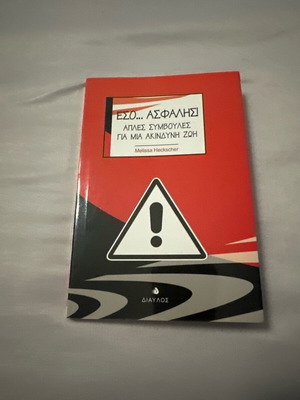 ΕΣΟ... ΑΣΦΑΛΗΣ!
ΑΠΛΕΣ ΣΥΜΒΟΥΛΕΣ
ΓΙΑ ΜΙΑ ΑΚΙΝΔΥΝΗ ΖΩΗ
Melissa Heckscher
!
ΔΙΑΥΛΟΣ